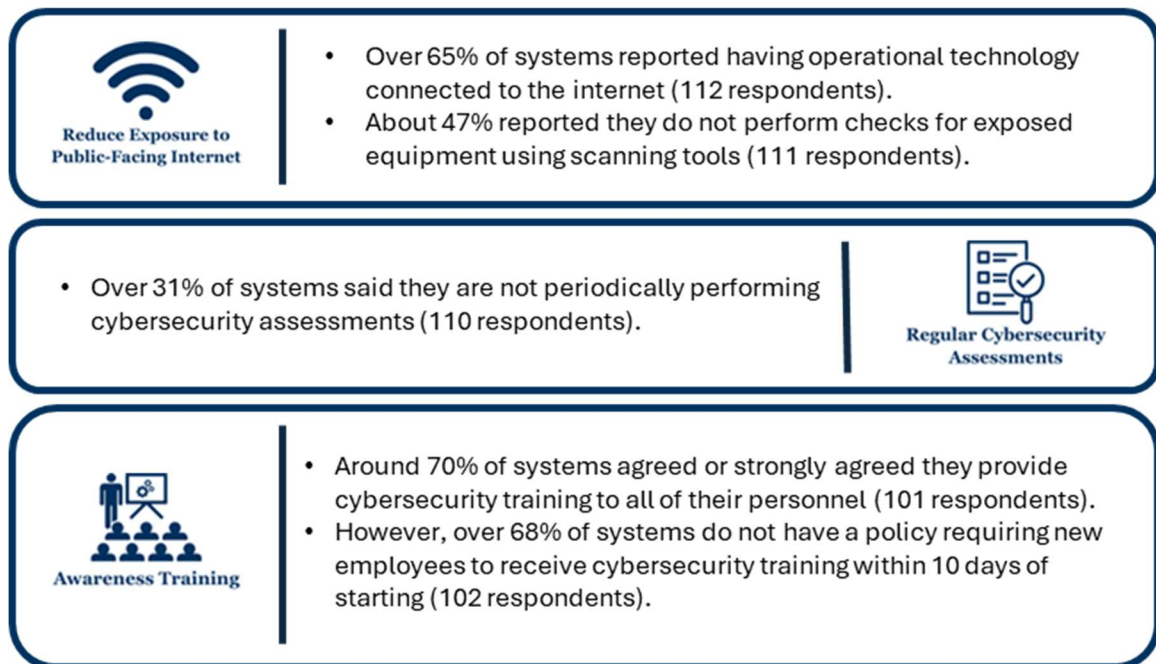 Reduce Exposure to
Public-Facing Internet
• Over 65% of systems reported having operational technology
connected to the internet (112 respondents).
• About 47% reported they do not perform checks for exposed
equipment using scanning tools (111 respondents).
• Over 31% of systems said they are not periodically performing
cybersecurity assessments (110 respondents).
Regular Cybersecurity
Assessments
Awareness Training
• Around 70% of systems agreed or strongly agreed they provide
cybersecurity training to all of their personnel (101 respondents).
• However, over 68% of systems do not have a policy requiring new
employees to receive cybersecurity training within 10 days of
starting (102 respondents).